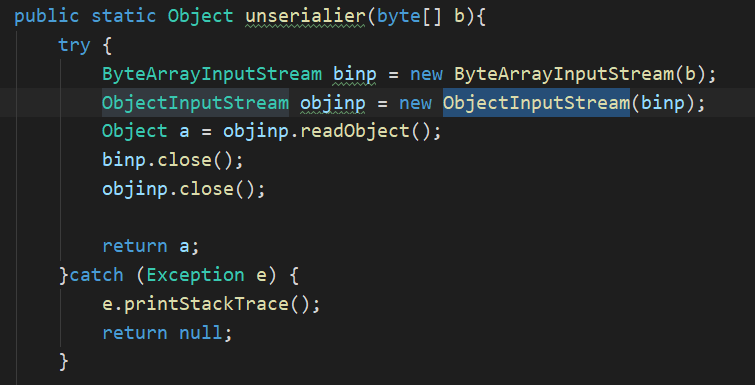 public static Object unserialier(byte[] b){
try {
ByteArrayInputStream binp = new ByteArrayInputStream(b);
ObjectInputStream objinp = new ObjectInputStream(binp);
Object a = objinp.readObject();
binp.close();
objinp.close();
return a;
}catch (Exception e) {
e.printStackTrace();
return null;
}